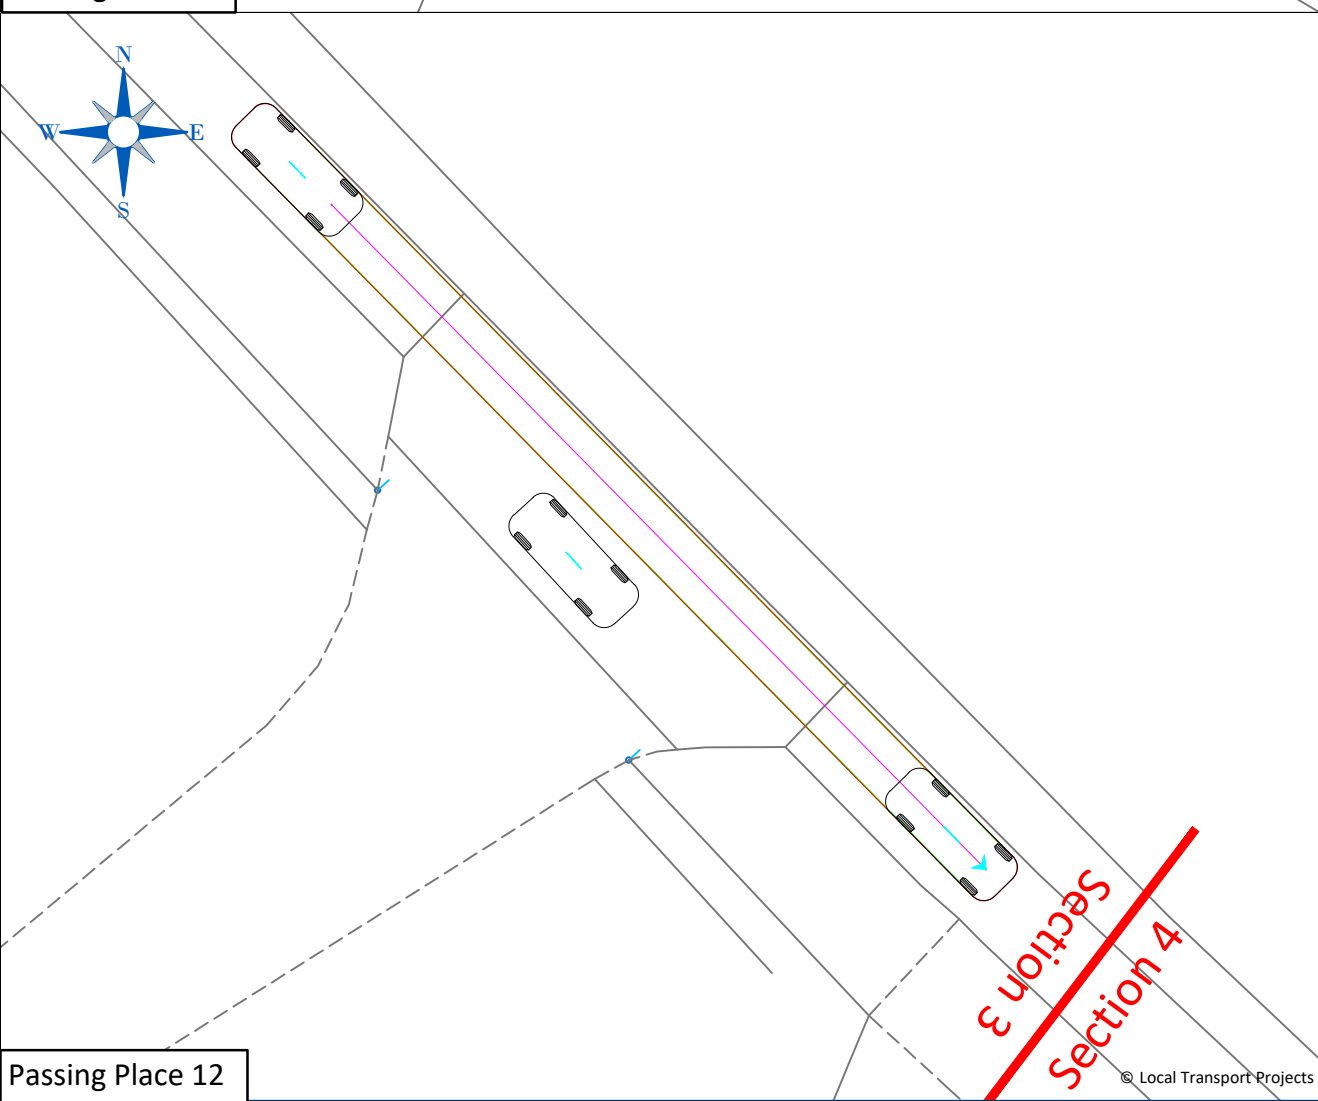 N
W
E
S
Section 3
Section 4
Passing Place 12
© Local Transport Projects